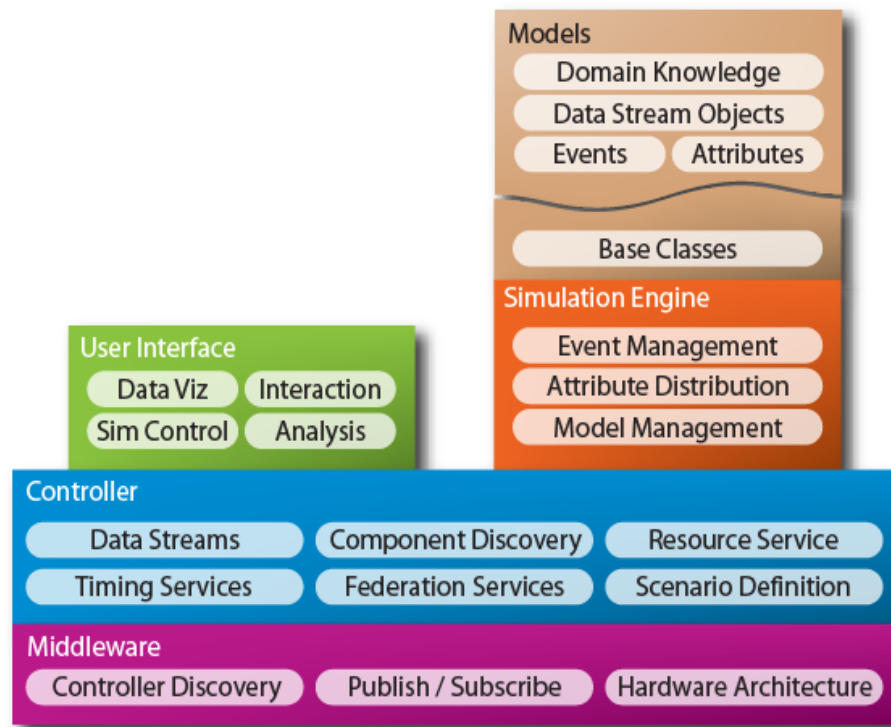 Models
Domain Knowledge
Data Stream Objects
Events Attributes
Base Classes
Simulation Engine
Event Management
Attribute Distribution
Model Management
User Interface
Data Viz Interaction
Sim Control Analysis
Controller
Data Streams Component Discovery Resource Service
Timing Services Federation Services Scenario Definition
Middleware
Controller Discovery Publish / Subscribe Hardware Architecture